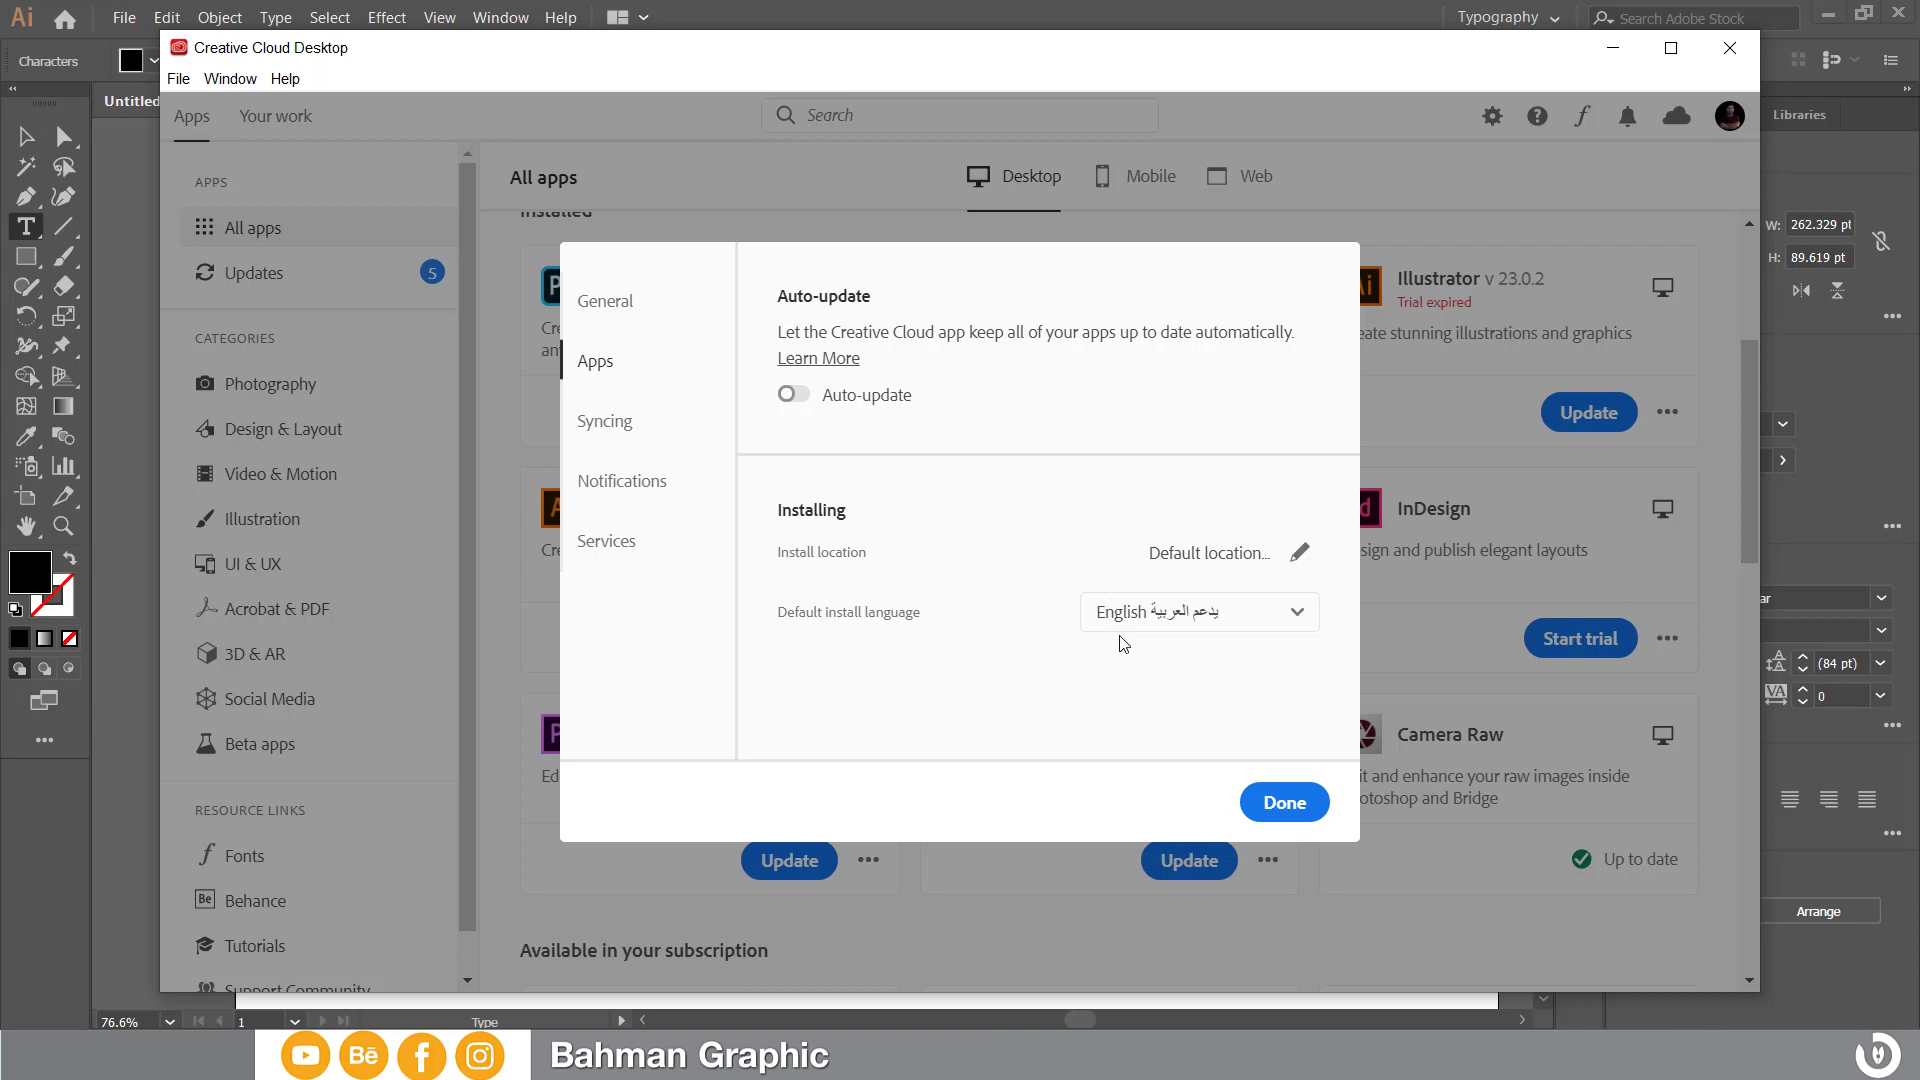 Ai File Edit Object Type Select Effect View Window Help Typography Search Adobe Stock
Creative Cloud Desktop
Characters
File Window Help
Untitled
Apps Your work Search
Libraries
All apps Desktop Mobile Web
APPS
Installed
All apps
W: 262.329 pt
Updates 5
H: 89.619 pt
General
Auto-update
Illustrator v 23.0.2
Trial expired
Let the Creative Cloud app keep all of your apps up to date automatically.
Learn More
CATEGORIES
Apps
Photography
Auto-update
Update
Syncing
Design & Layout
Video & Motion
Notifications
Installing
InDesign
Illustration
Services
Install location Default location...
sign and publish elegant layouts
UI & UX
Acrobat & PDF
Default install language English يدعم العربية
ar
Start trial
3D & AR
(84 pt)
Social Media
0
Beta apps
Camera Raw
it and enhance your raw images inside
otoshop and Bridge
Done
RESOURCE LINKS
Fonts
Update Update Up to date
Behance
Arrange
Tutorials
Available in your subscription
Support Community
76.6% 1 Type
Bē Bahman Graphic